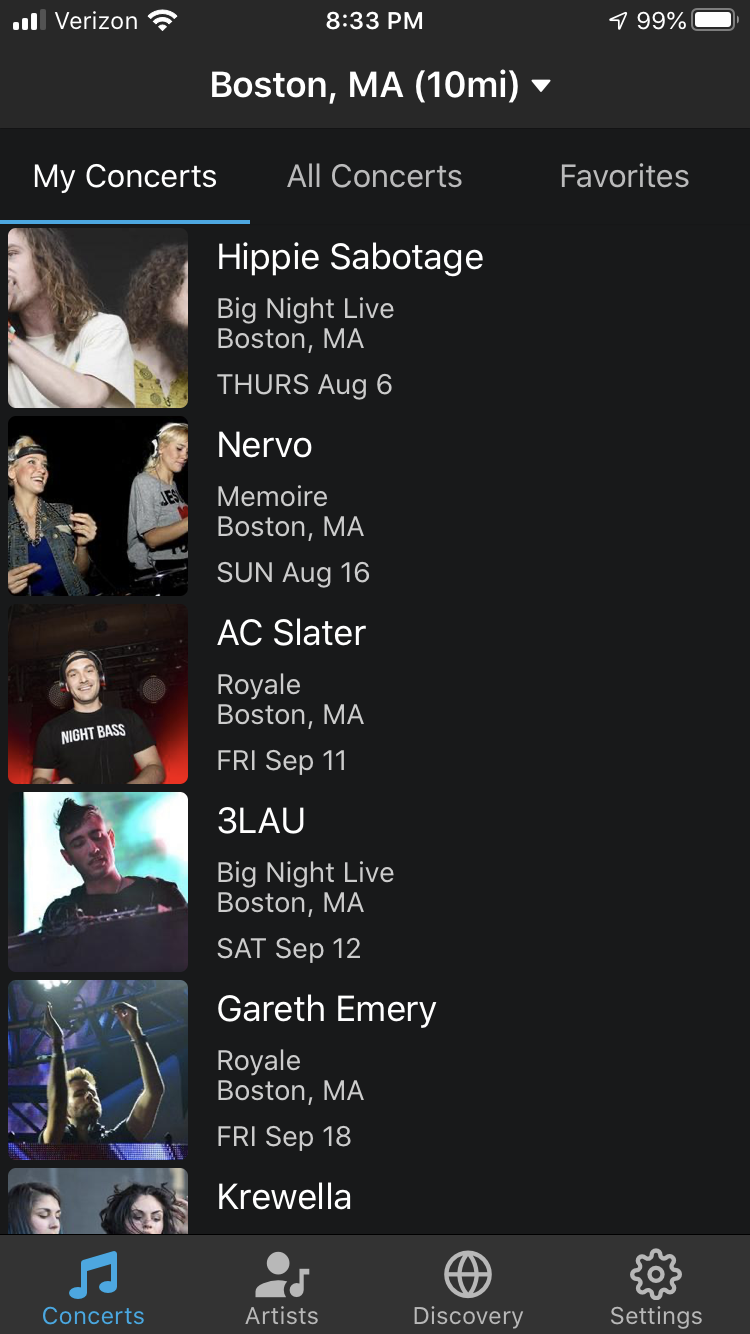 Verizon 8:33 PM 99%
Boston, MA (10mi)
My Concerts All Concerts Favorites
Hippie Sabotage
Big Night Live
Boston, MA
THURS Aug 6
Nervo
Memoire
Boston, MA
SUN Aug 16
AC Slater
Royale
Boston, MA
FRI Sep 11
NIGHT BASS
3LAU
Big Night Live
Boston, MA
SAT Sep 12
Gareth Emery
Royale
Boston, MA
FRI Sep 18
Krewella
Concerts Artists Discovery Settings